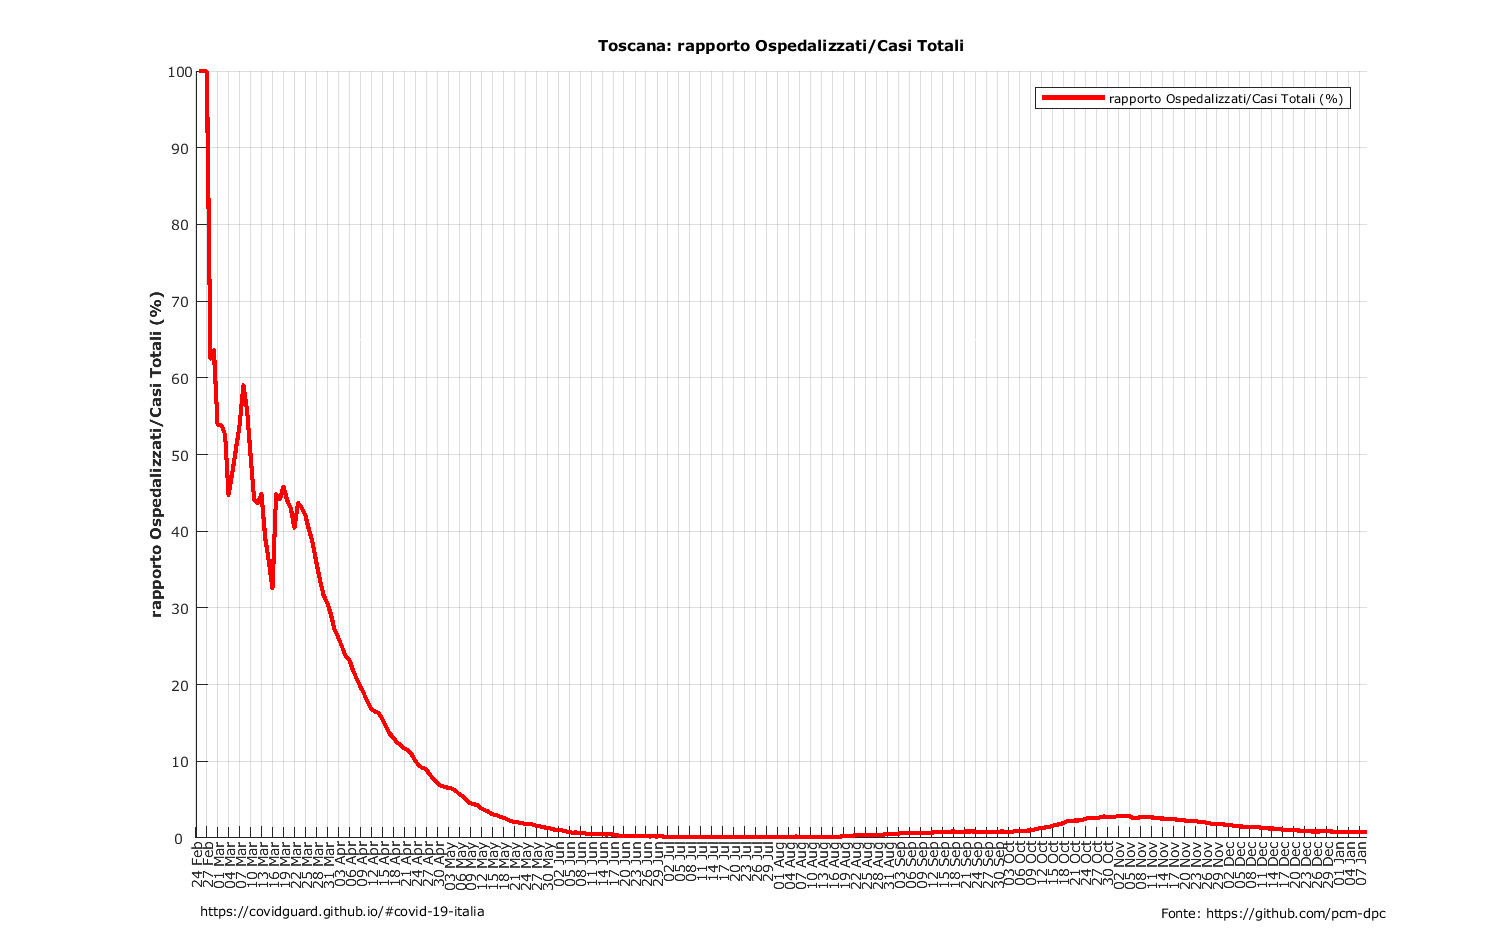 Toscana: rapporto Ospedalizzati/Casi Totali
rapporto Ospedalizzati/Casi Totali (%)
rapporto Ospedalizzati/Casi Totali (%)
100
90
80
70
60
50
40
30
20
10
0
24 Feb
27 Feb
01 Mar
04 Mar
07 Mar
10 Mar
13 Mar
16 Mar
19 Mar
22 Mar
25 Mar
28 Mar
31 Mar
03 Apr
06 Apr
09 Apr
12 Apr
15 Apr
18 Apr
21 Apr
24 Apr
27 Apr
30 Apr
03 May
06 May
09 May
12 May
15 May
18 May
21 May
24 May
27 May
30 May
02 Jun
05 Jun
08 Jun
11 Jun
14 Jun
17 Jun
20 Jun
23 Jun
26 Jun
29 Jun
02 Jul
05 Jul
08 Jul
11 Jul
14 Jul
17 Jul
20 Jul
23 Jul
26 Jul
29 Jul
01 Aug
04 Aug
07 Aug
10 Aug
13 Aug
16 Aug
19 Aug
22 Aug
25 Aug
28 Aug
31 Aug
03 Sep
06 Sep
09 Sep
12 Sep
15 Sep
18 Sep
21 Sep
24 Sep
27 Sep
30 Sep
03 Oct
06 Oct
09 Oct
12 Oct
15 Oct
18 Oct
21 Oct
24 Oct
27 Oct
30 Oct
02 Nov
05 Nov
08 Nov
11 Nov
14 Nov
17 Nov
20 Nov
23 Nov
26 Nov
29 Nov
02 Dec
05 Dec
08 Dec
11 Dec
14 Dec
17 Dec
20 Dec
23 Dec
26 Dec
29 Dec
01 Jan
04 Jan
07 Jan
https://covidguard.github.io/#covid-19-italia
Fonte: https://github.com/pcm-dpc